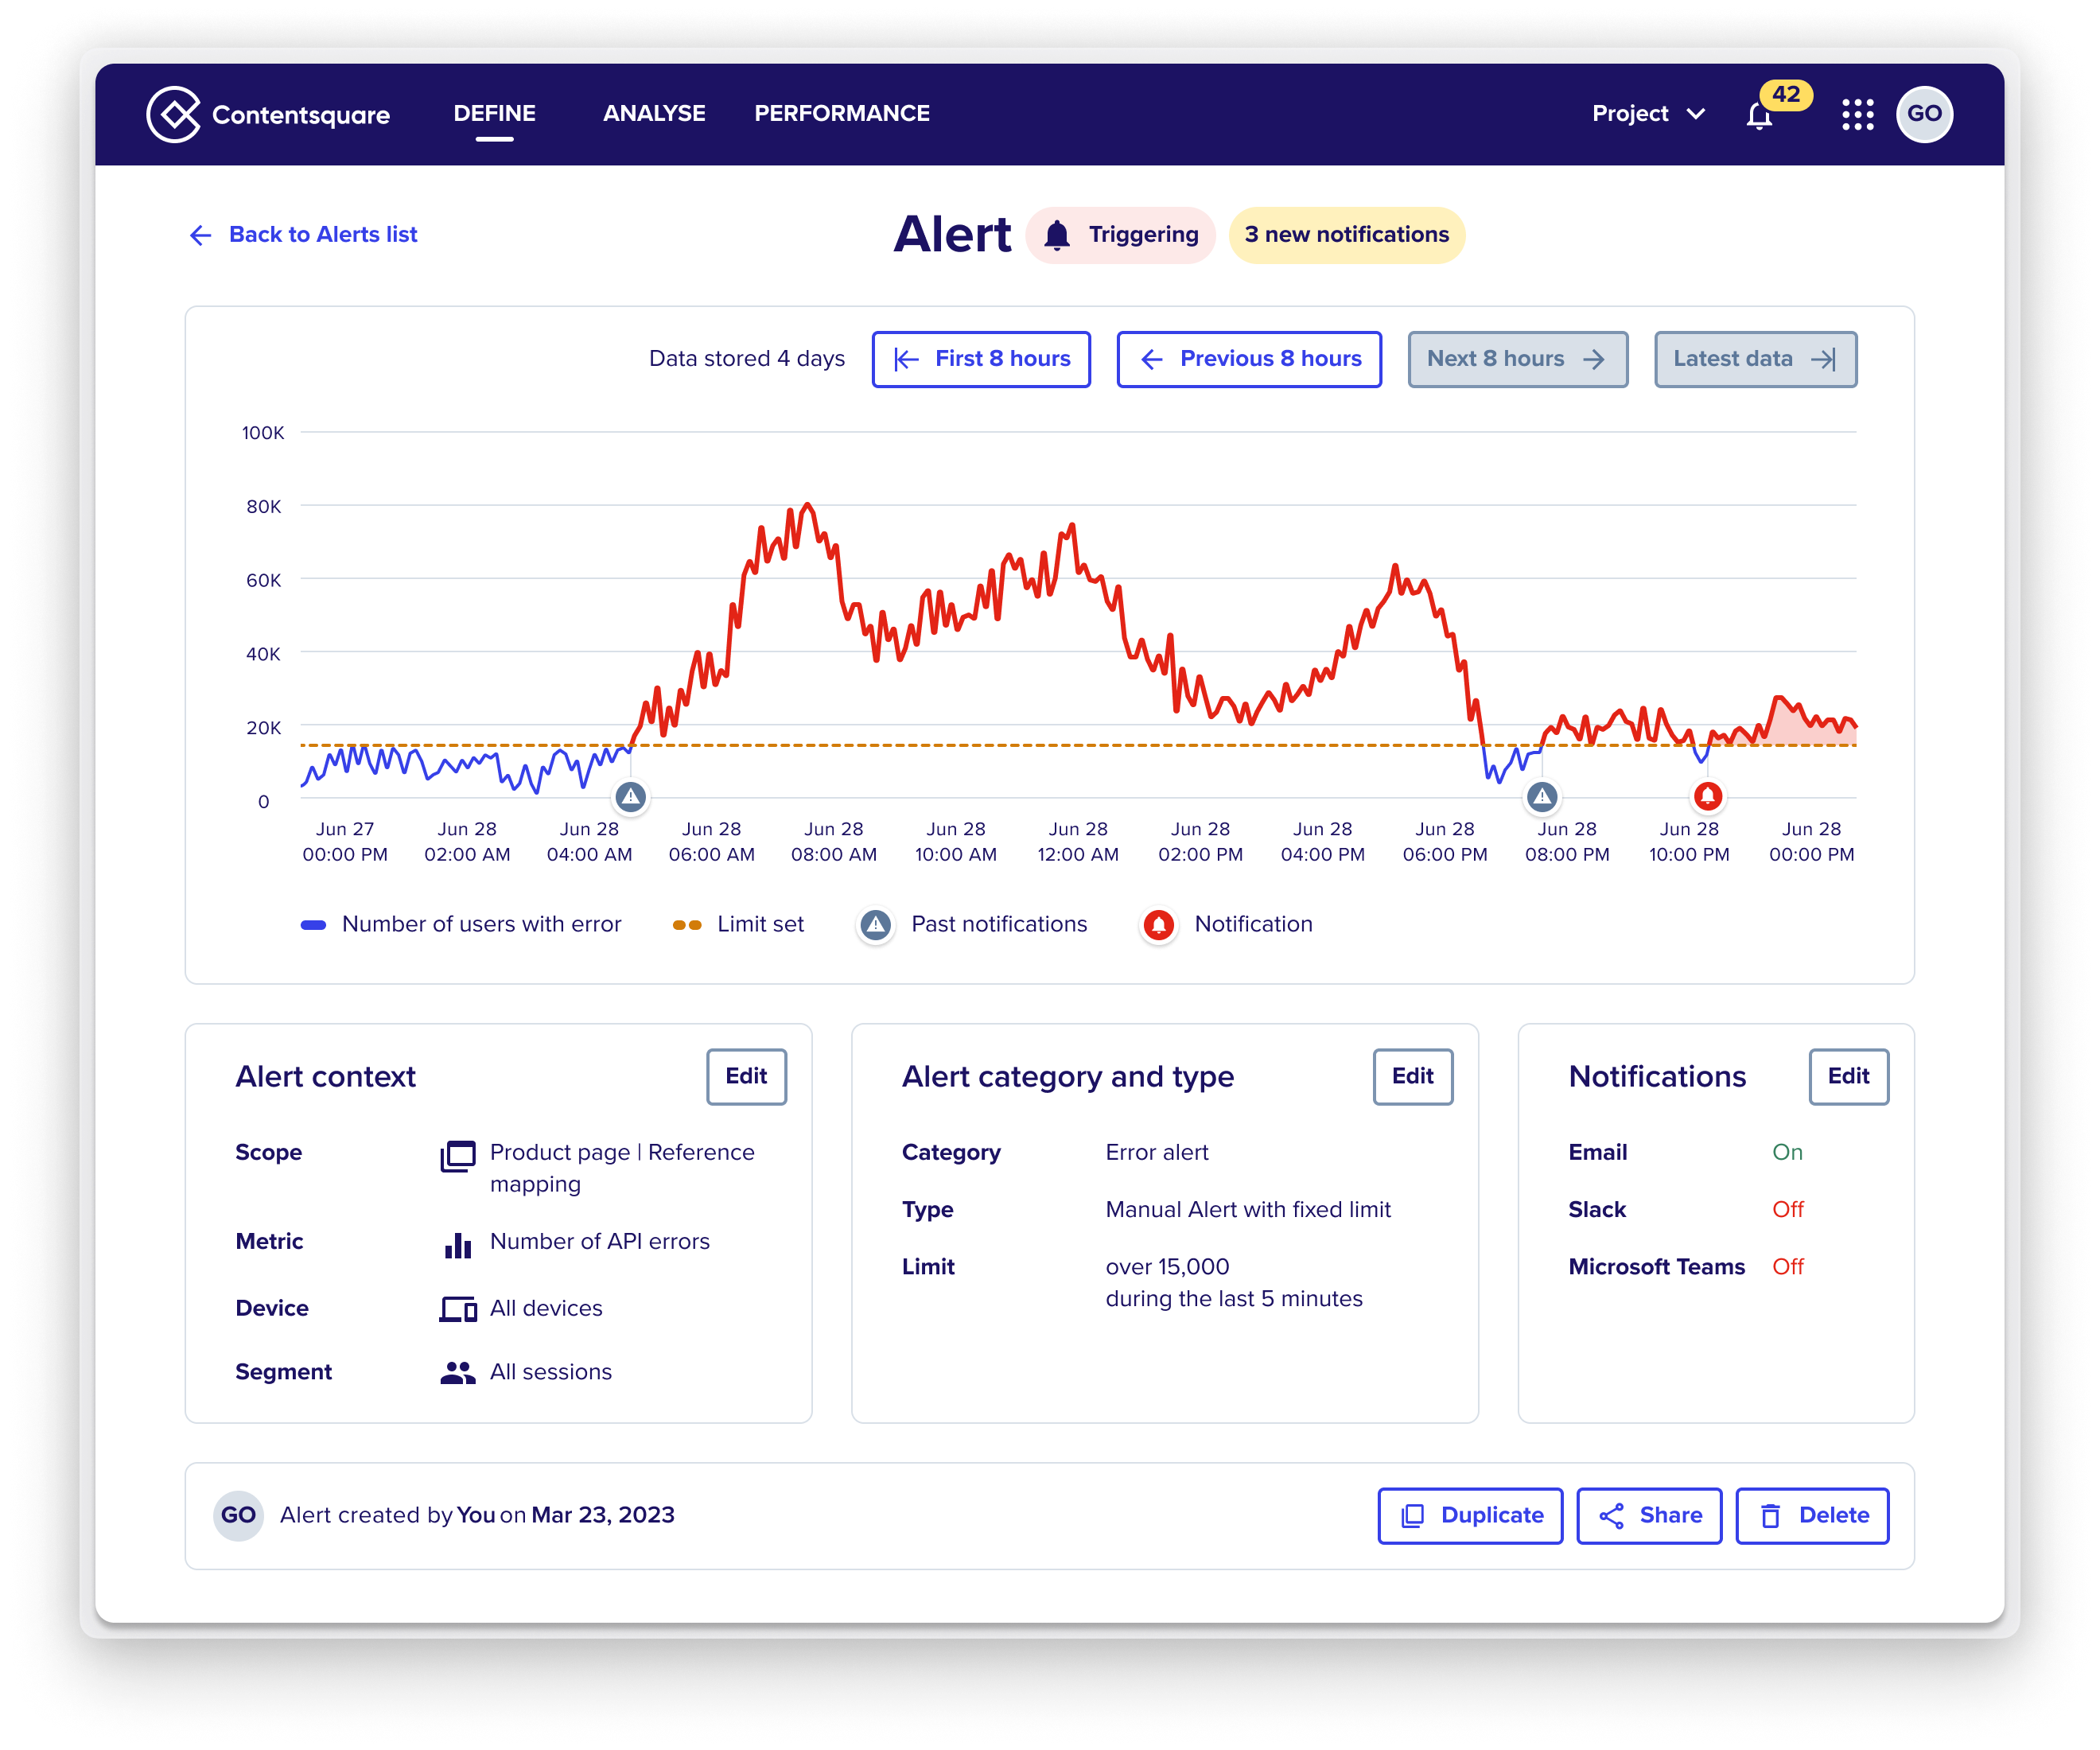 Contentsquare
DEFINE
ANALYSE
PERFORMANCE
Project
42
GO
Back to Alerts list
Alert
Triggering
3 new notifications
Data stored 4 days
First 8 hours
Previous 8 hours
Next 8 hours
Latest data
100K
80K
60K
40K
20K
0
Jun 27
00:00 PM
Jun 28
02:00 AM
Jun 28
04:00 AM
Jun 28
06:00 AM
Jun 28
08:00 AM
Jun 28
10:00 AM
Jun 28
12:00 AM
Jun 28
02:00 PM
Jun 28
04:00 PM
Jun 28
06:00 PM
Jun 28
08:00 PM
Jun 28
10:00 PM
Jun 28
00:00 PM
Number of users with error
Limit set
Past notifications
Notification
Alert context
Edit
Scope
Product page | Reference
mapping
Metric
Number of API errors
Device
All devices
Segment
All sessions
Alert category and type
Edit
Category
Error alert
Type
Manual Alert with fixed limit
Limit
over 15,000
during the last 5 minutes
Notifications
Edit
Email
On
Slack
Off
Microsoft Teams
Off
GO
Alert created by You on Mar 23, 2023
Duplicate
Share
Delete